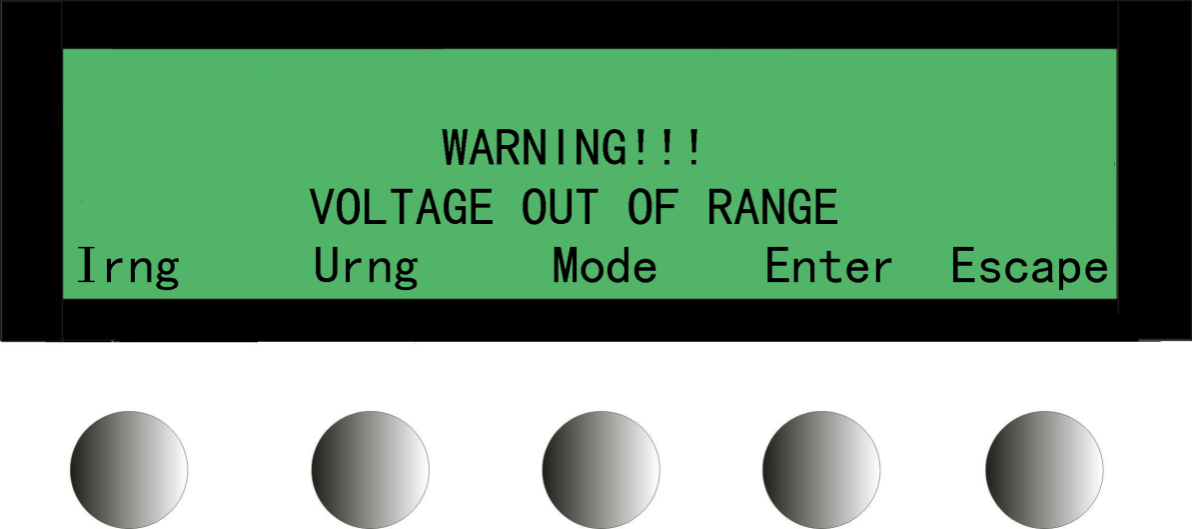 WARNING!!!
VOLTAGE OUT OF RANGE
Irng Urng Mode Enter Escape